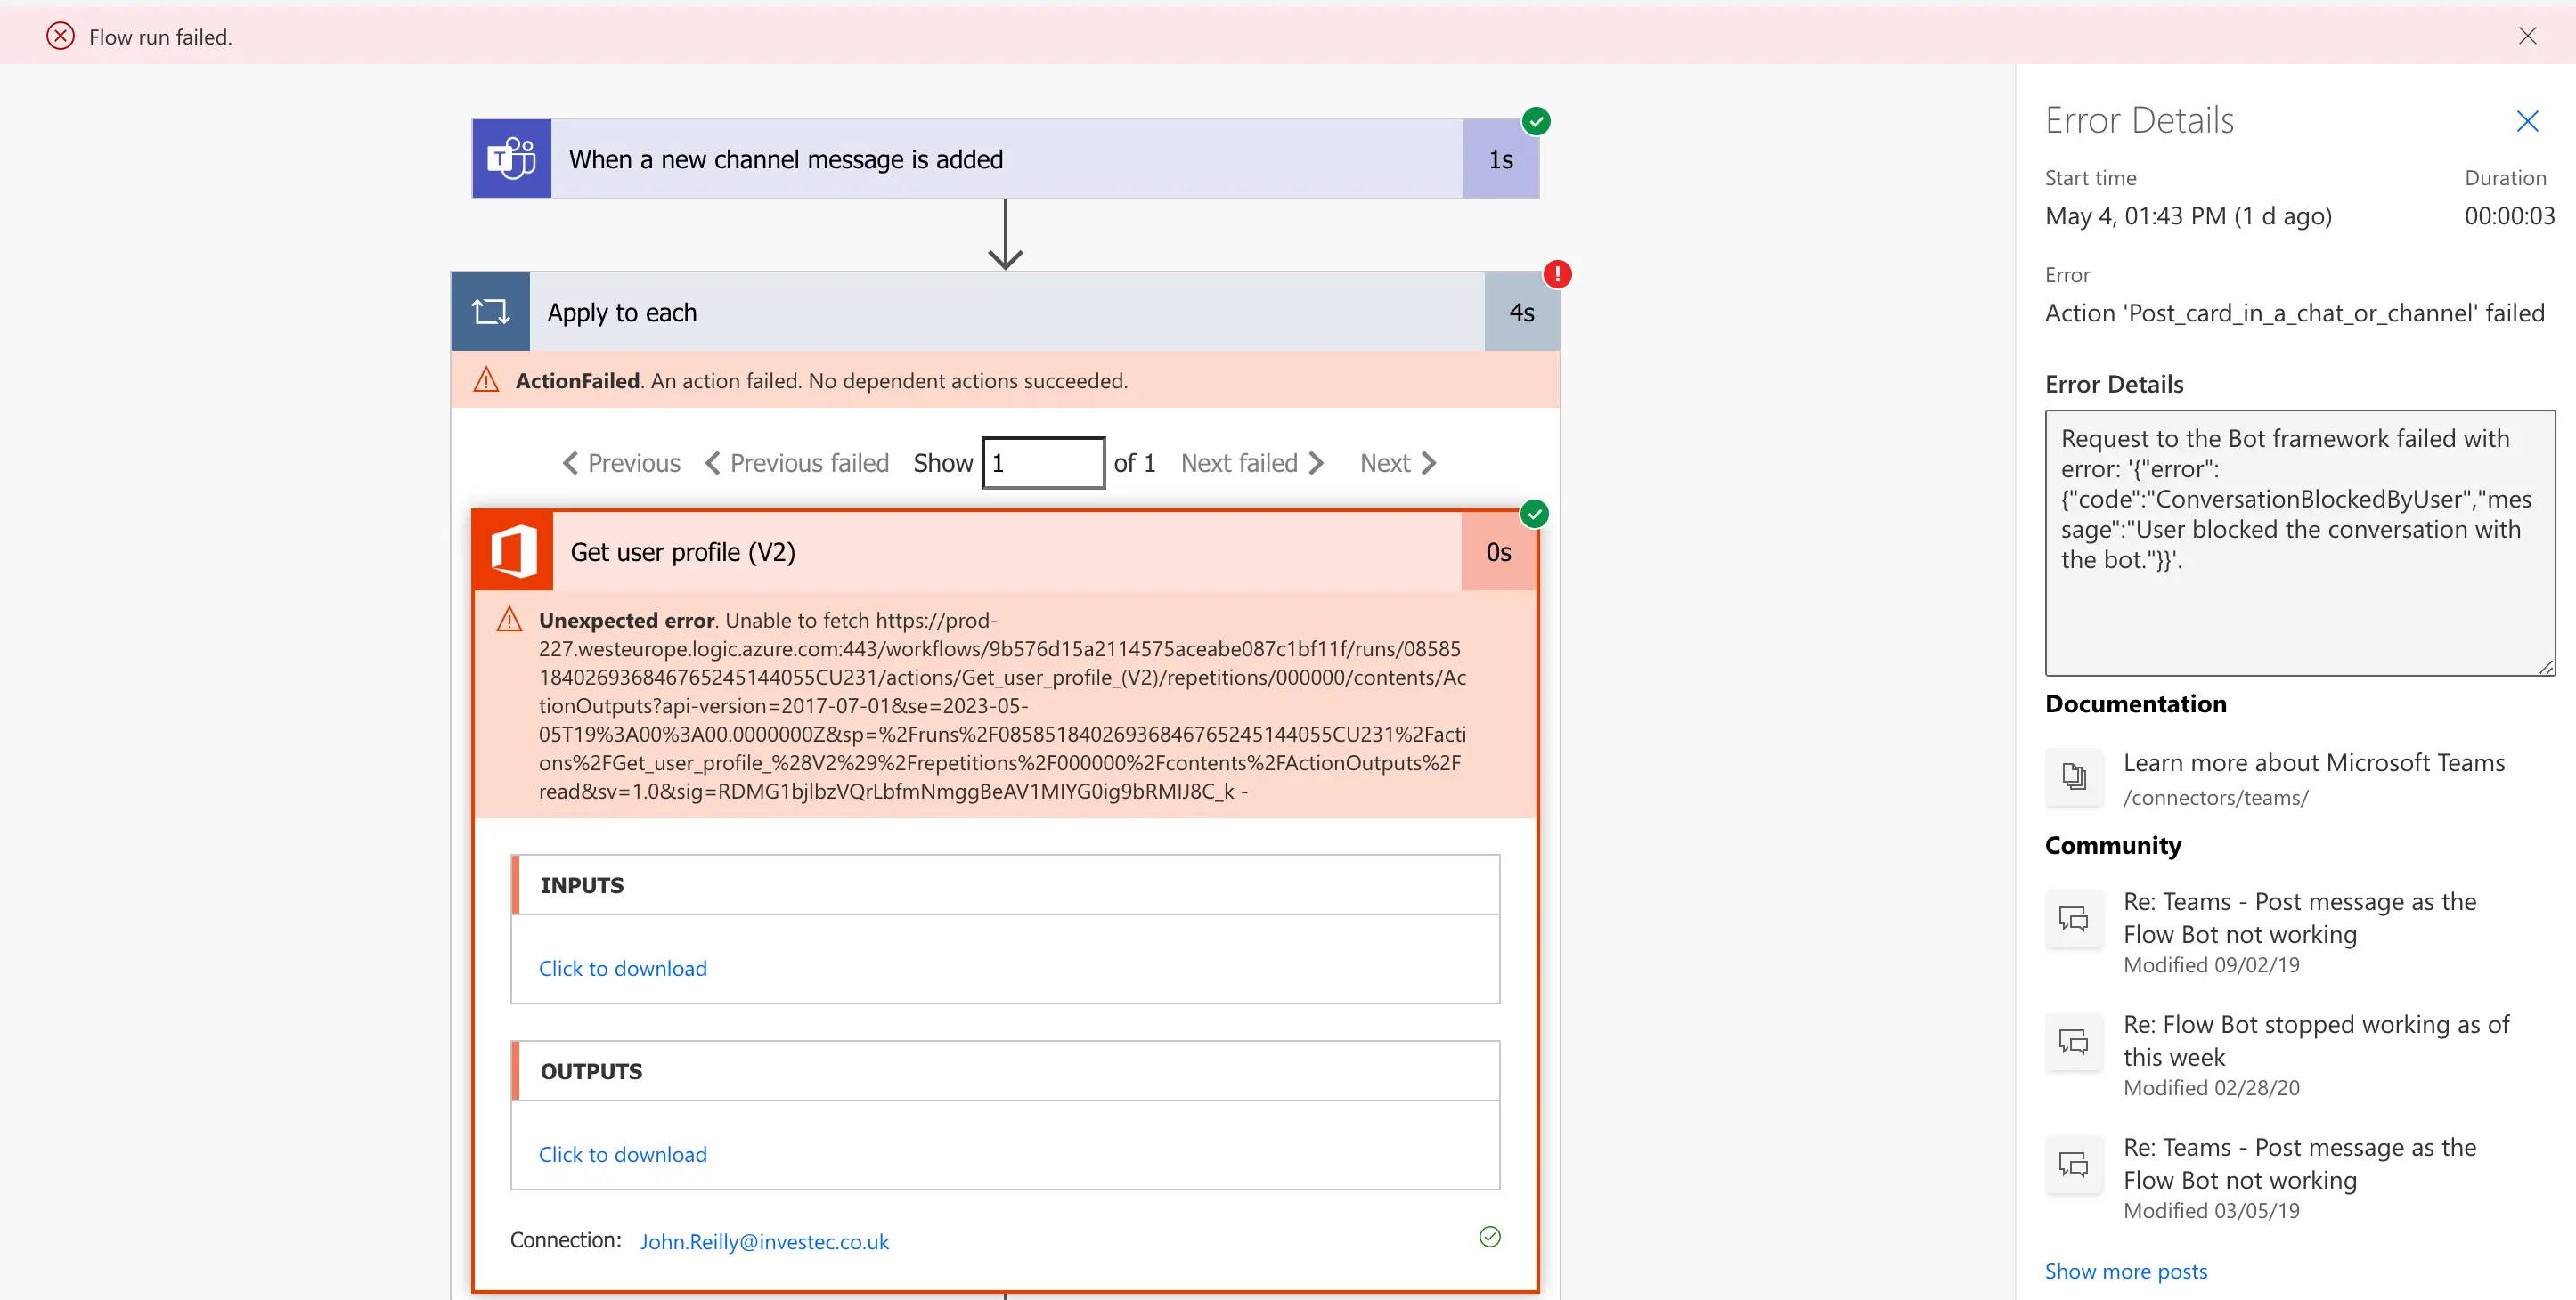 Flow run failed.
When a new channel message is added
1s
Apply to each
4s
ActionFailed. An action failed. No dependent actions succeeded.
Previous
Previous failed
Show
1
of 1
Next failed
Next
Get user profile (V2)
0s
Unexpected error. Unable to fetch https://prod-
227.westeurope.logic.azure.com:443/workflows/9b576d15a2114575aceabe087c1bf11f/runs/08585
184026936846765245144055CU231/actions/Get_user_profile_(V2)/repetitions/000000/contents/Ac
tionOutputs?api-version=2017-07-01&se=2023-05-
05T19%3A00%3A00.0000000Z&sp=%2Fruns%2F08585184026936846765245144055CU231%2Facti
ons%2FGet_user_profile_%28V2%29%2Frepetitions%2F000000%2Fcontents%2FActionOutputs%2F
read&sv=1.0&sig=RDMG1bjlbzVQrLbfmNmggBeAV1MIYG0ig9bRMIJ8C_k -
INPUTS
Click to download
OUTPUTS
Click to download
Connection: John.Reilly@investec.co.uk
Error Details
Start time
Duration
May 4, 01:43 PM (1 d ago)
00:00:03
Error
Action 'Post_card_in_a_chat_or_channel' failed
Error Details
Request to the Bot framework failed with
error: '{"error":
{"code":"ConversationBlockedByUser","mes
sage":"User blocked the conversation with
the bot."}}'.
Documentation
Learn more about Microsoft Teams
/connectors/teams/
Community
Re: Teams - Post message as the
Flow Bot not working
Modified 09/02/19
Re: Flow Bot stopped working as of
this week
Modified 02/28/20
Re: Teams - Post message as the
Flow Bot not working
Modified 03/05/19
Show more posts